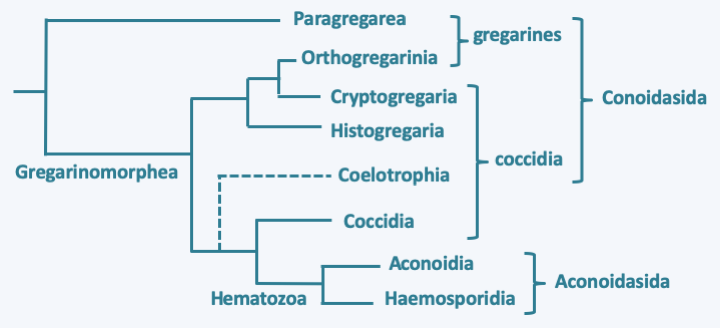 Paragregarea
gregarines
Orthogregarinia
Cryptogregaria
Conoidasida
Histogregaria
coccidia
Gregarinomorphea
Coelotrophia
Coccidia
Aconoidia
Aconoidasida
Hematozoa
Haemosporidia